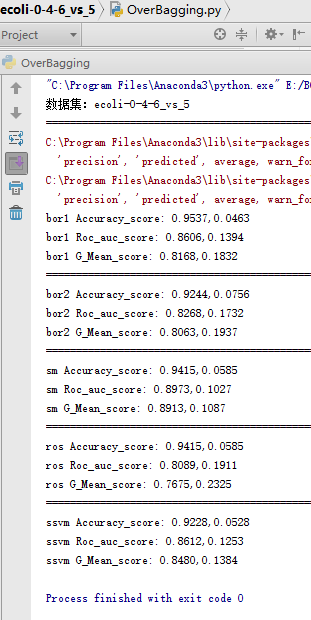 ecoli-0-4-6_vs_5 OverBagging.py
Project
OverBagging
"C:\Program Files\Anaconda3\python.exe" E:/B
数据集: ecoli-0-4-6_vs_5
C:\Program Files\Anaconda3\lib\site-packages
'precision', 'predicted', average, warn_for
C:\Program Files\Anaconda3\lib\site-packages
'precision', 'predicted', average, warn_for
bor1 Accuracy_score: 0.9537,0.0463
bor1 Roc_auc_score: 0.8606,0.1394
bor1 G_Mean_score: 0.8168,0.1832
bor2 Accuracy_score: 0.9244,0.0756
bor2 Roc_auc_score: 0.8268,0.1732
bor2 G_Mean_score: 0.8063,0.1937
sm Accuracy_score: 0.9415,0.0585
sm Roc_auc_score: 0.8973,0.1027
sm G_Mean_score: 0.8913,0.1087
ros Accuracy_score: 0.9415,0.0585
ros Roc_auc_score: 0.8089,0.1911
ros G_Mean_score: 0.7675,0.2325
ssvm Accuracy_score: 0.9228,0.0528
ssvm Roc_auc_score: 0.8612,0.1253
ssvm G_Mean_score: 0.8480,0.1384
Process finished with exit code 0